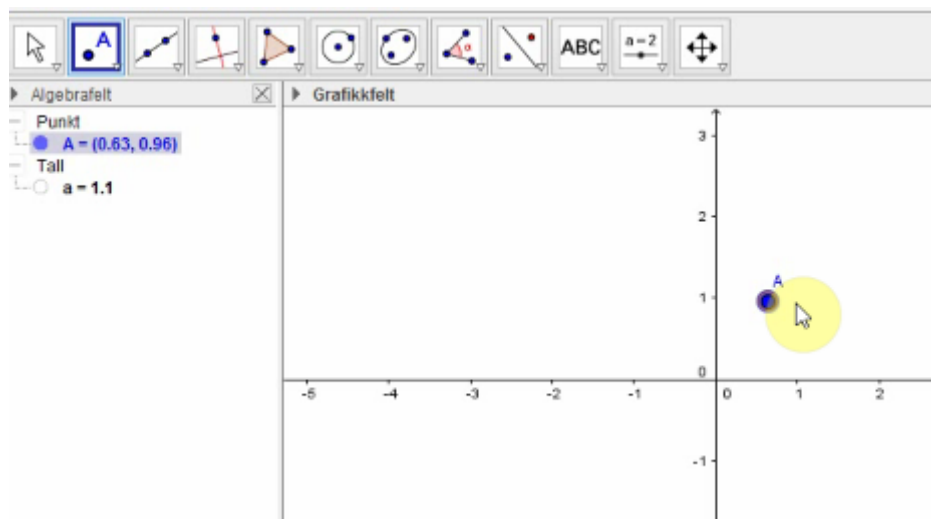 A
ABC
a=2
α
Algebrafelt
Grafikkfelt
Punkt
A = (0.63, 0.96)
Tall
a = 1.1
3
2
A
1
0
-5 -4 -3 -2 -1 0 1 2
-1